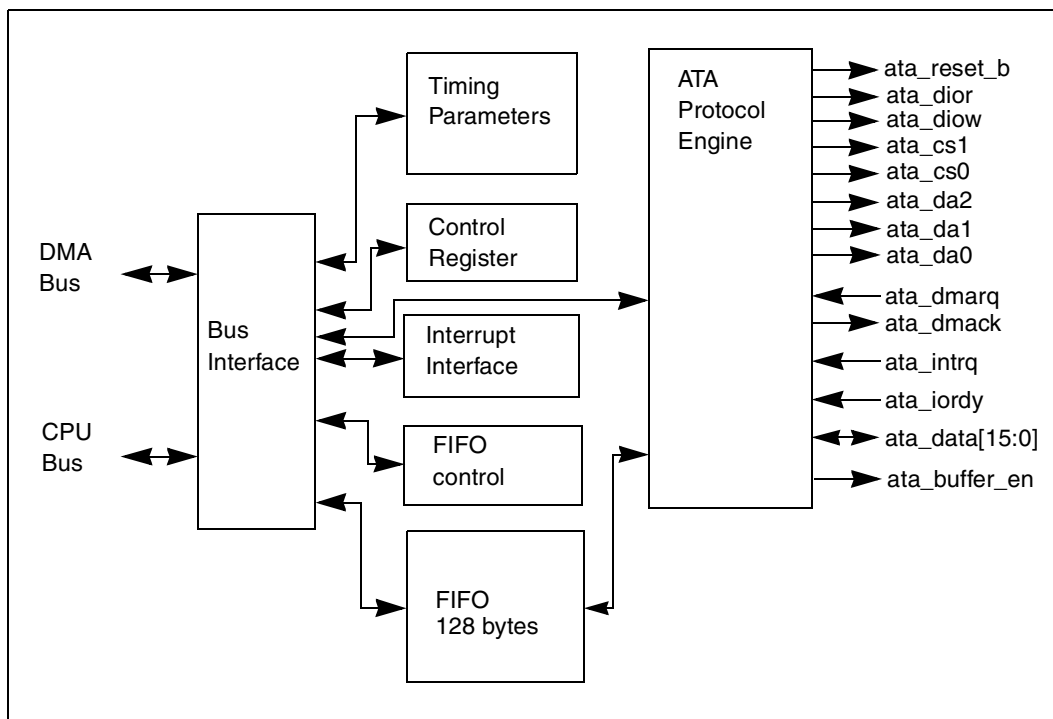 DMA
Bus
CPU
Bus
Bus
Interface
Timing
Parameters
Control
Register
Interrupt
Interface
FIFO
control
FIFO
128 bytes
ATA
Protocol
Engine
ata_reset_b
ata_dior
ata_diow
ata_cs1
ata_cs0
ata_da2
ata_da1
ata_da0
ata_dmarq
ata_dmack
ata_intrq
ata_iordy
ata_data[15:0]
ata_buffer_en